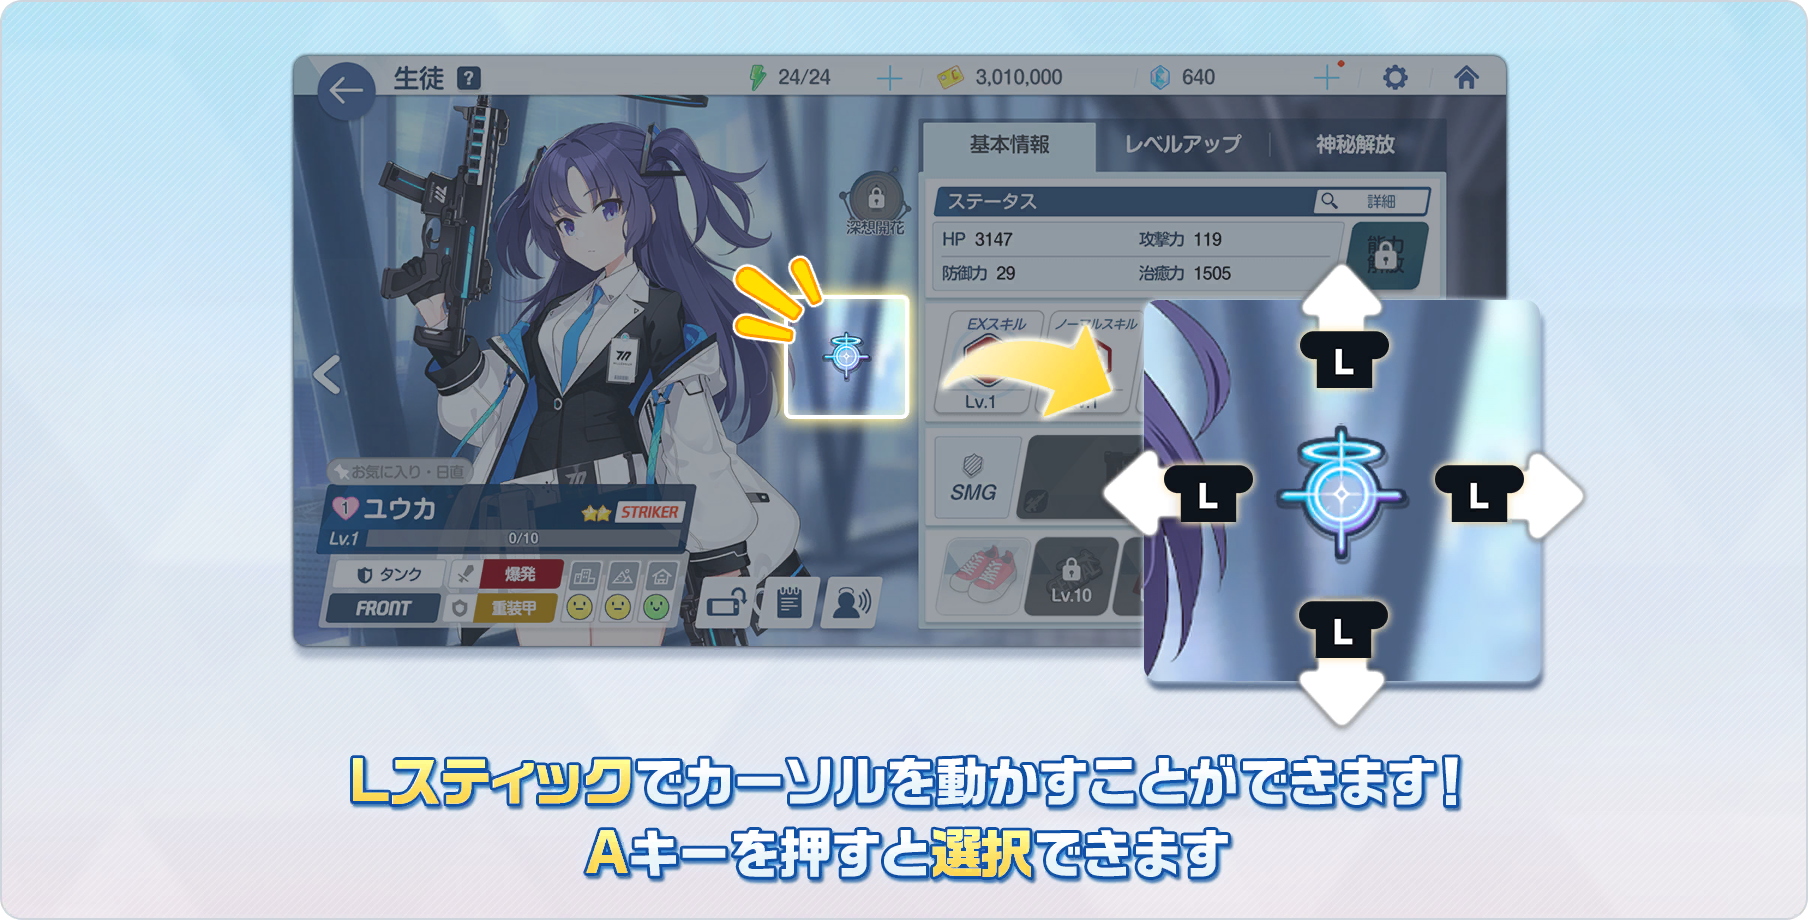 生徒 ?
24/24
3,010,000
640
基本情報
レベルアップ
神秘解放
深想開花
ステータス
詳細
HP 3147
攻撃力 119
防御力 29
治癒力 1505
能力
解放
EXスキル
ノーマルスキル
Lv.1
SMG
Lv.10
お気に入り・日直
1 ユウカ
STRIKER
Lv.1
0/10
タンク
爆発
FRONT
重装甲
L
L
L
L
Lスティックでカーソルを動かすことができます!
Aキーを押すと選択できます